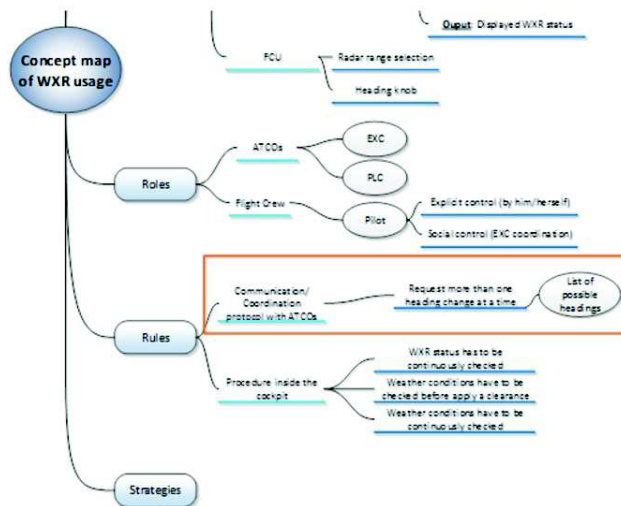 Ouput: Displayed WXR status
Concept map
of WXR usage
FCU
Radar range selection
Heading knob
Roles
ATCOs
EXC
PLC
Flight Crew
Pilot
Explicit control (by him/herself)
Social control (EXC coordination)
Rules
Communication/
Coordination
protocol with ATCOs
Request more than one
heading change at a time
List of
possible
headings
Procedure inside the
cockpit
WXR status has to be
continuously checked
Weather conditions have to be
checked before apply a clearance
Weather conditions have to be
continuously checked
Strategies